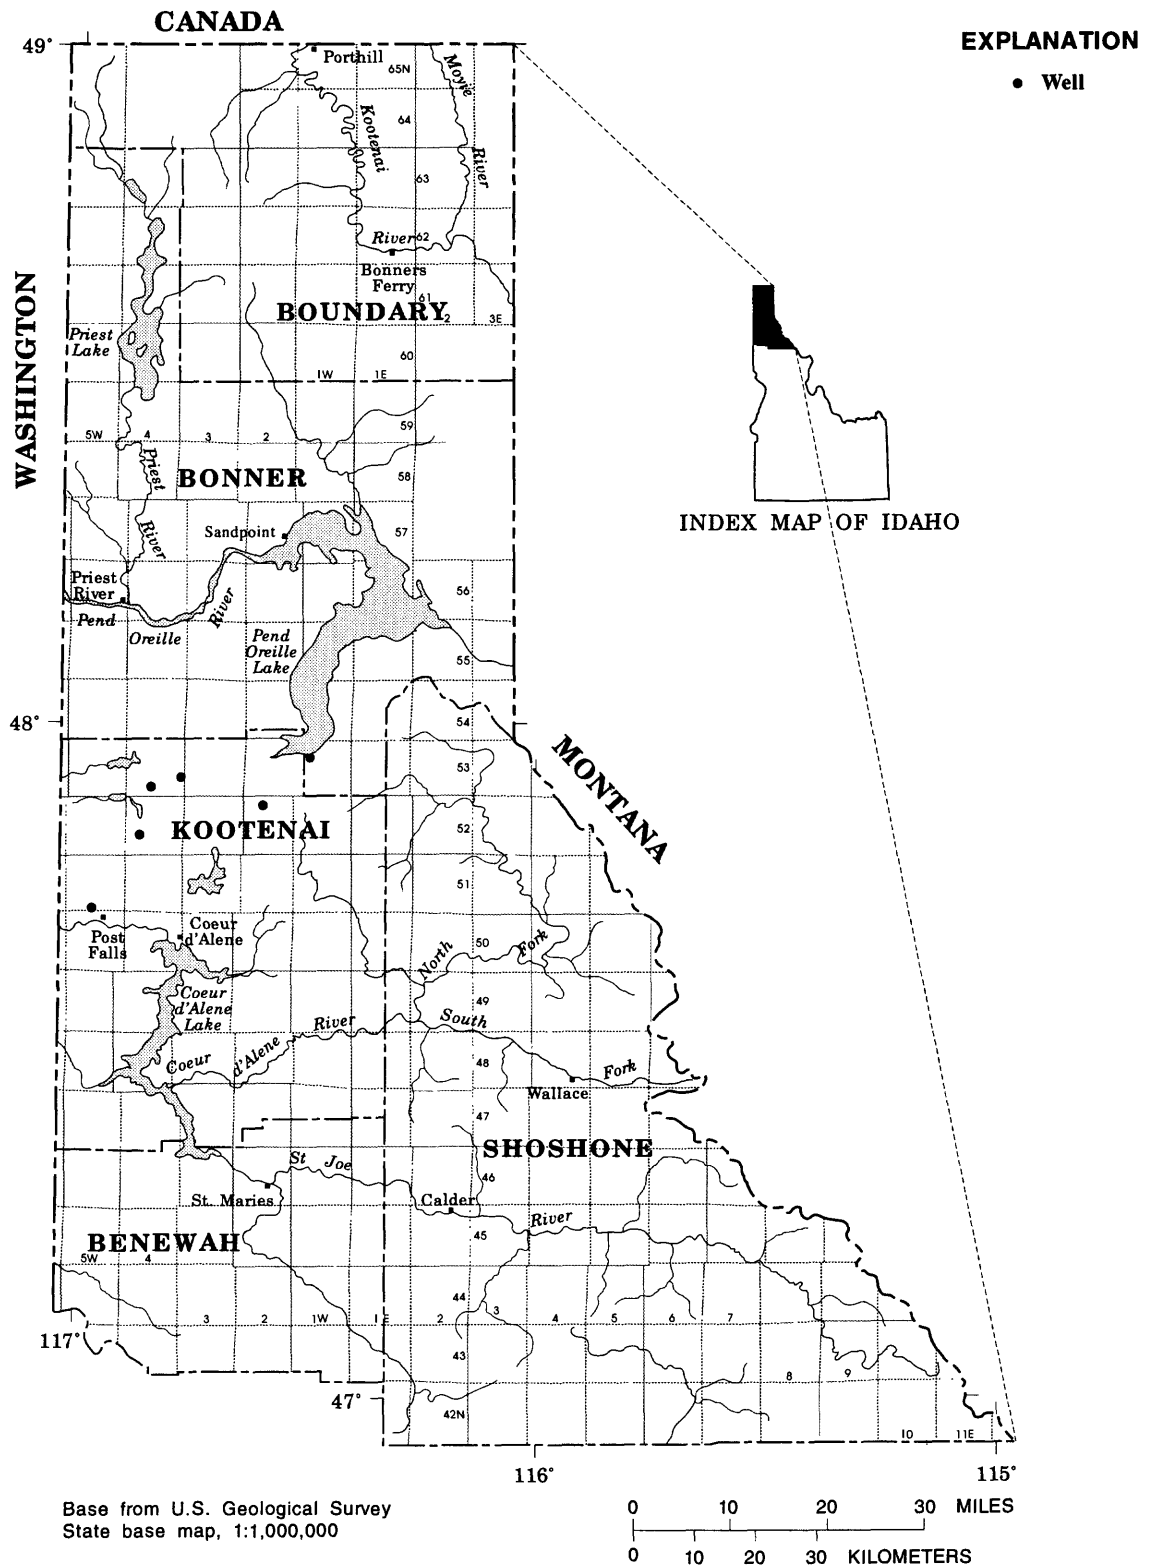 CANADA
49°
EXPLANATION
Well
Porthill
65N
Moyie
64
Kootenai
River
63
River
62
Bonners
Ferry
61
BOUNDARY
2
3E
WASHINGTON
Priest
Lake
60
1W
1E
5W
4
3
2
59
Priest
BONNER
58
River
Sandpoint
57
INDEX MAP OF IDAHO
Priest
River
56
Pend
Oreille
River
Pend
Oreille
Lake
55
48°
54
MONTANA
53
KOOTENAI
52
51
Post
Falls
Coeur
d'Alene
50
North
Fork
Coeur
d'Alene
Lake
49
River
South
Coeur
d'Alene
48
Fork
Wallace
47
SHOSHONE
St
Joe
46
St. Maries
Calder
River
45
BENEWAH
5W
4
44
3
2
1W
1E
2
3
4
5
6
7
117°
43
8
9
47°
42N
10
11E
116°
115°
Base from U.S. Geological Survey
State base map, 1:1,000,000
0 10 20 30 MILES
0 10 20 30 KILOMETERS